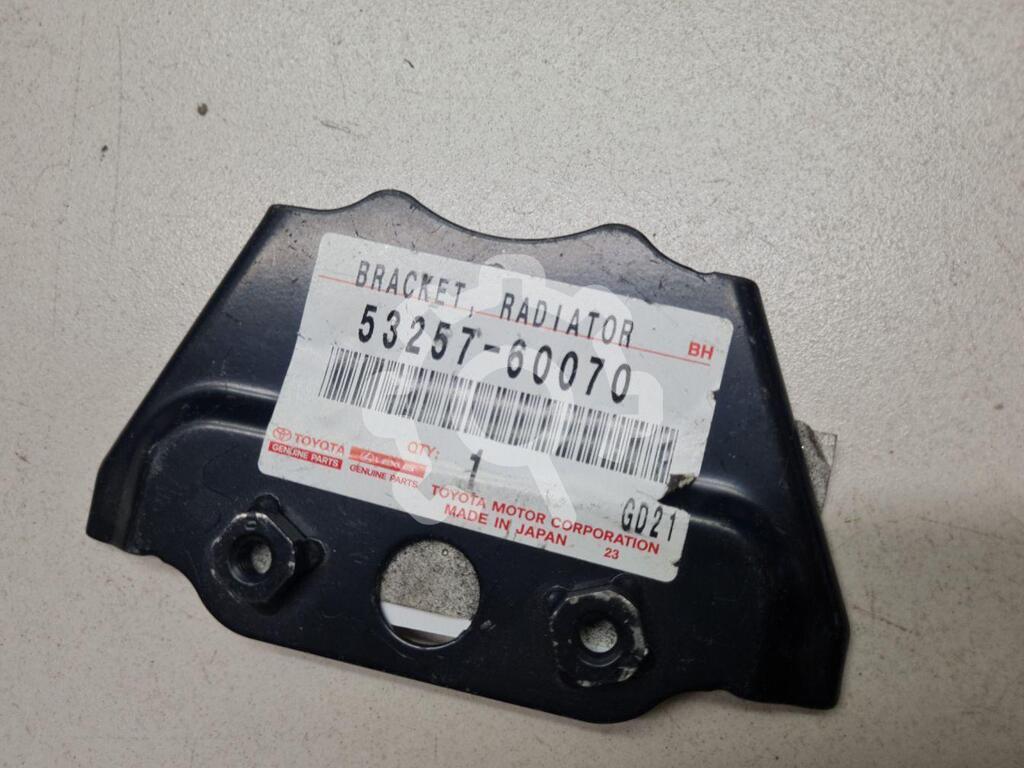 BRACKET, RADIATOR
BH
53257-60070
TOYOTA
GENUINE PARTS
LEXUS
GENUINE PARTS
QTY:
1
TOYOTA MOTOR CORPORATION
MADE IN JAPAN 23
GD21